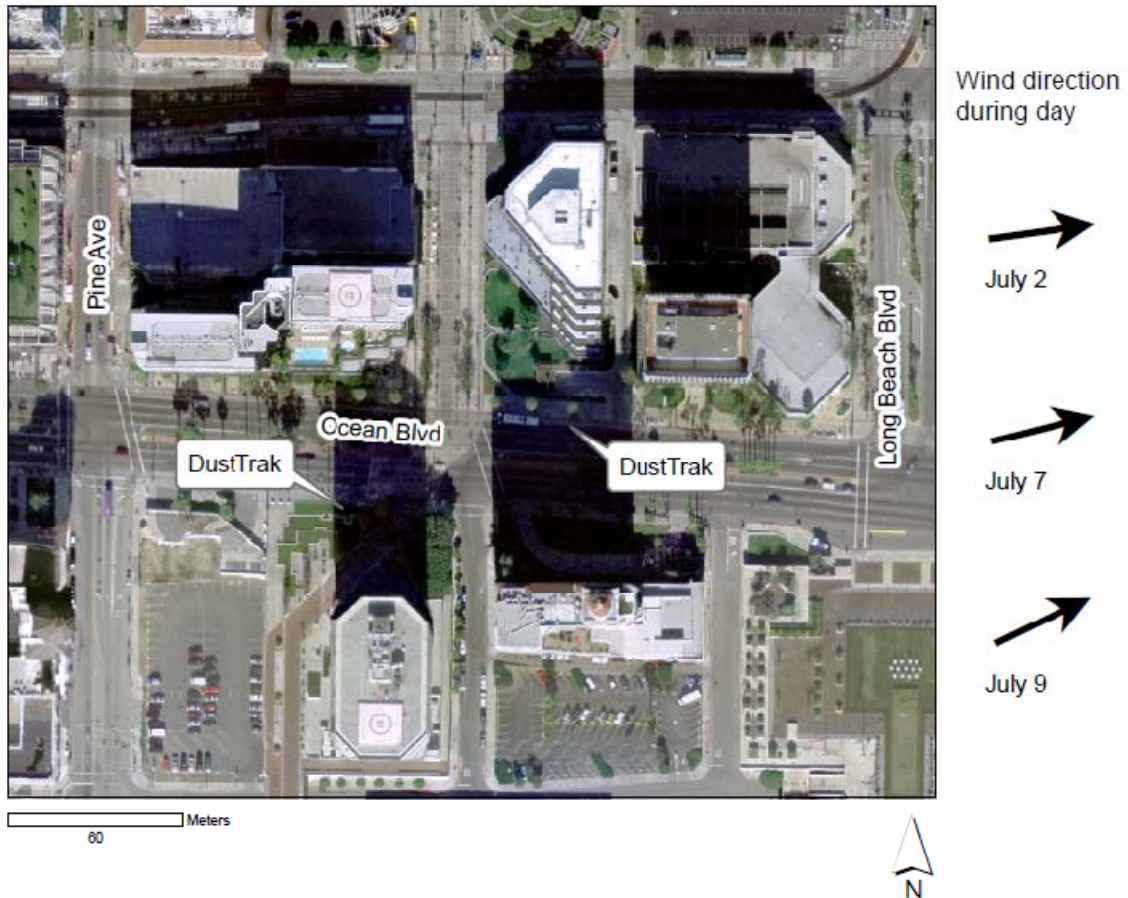 Wind direction
during day
July 2
Pine Ave
Long Beach Blvd
Ocean Blvd
DustTrak
DustTrak
July 7
July 9
Meters
60
N